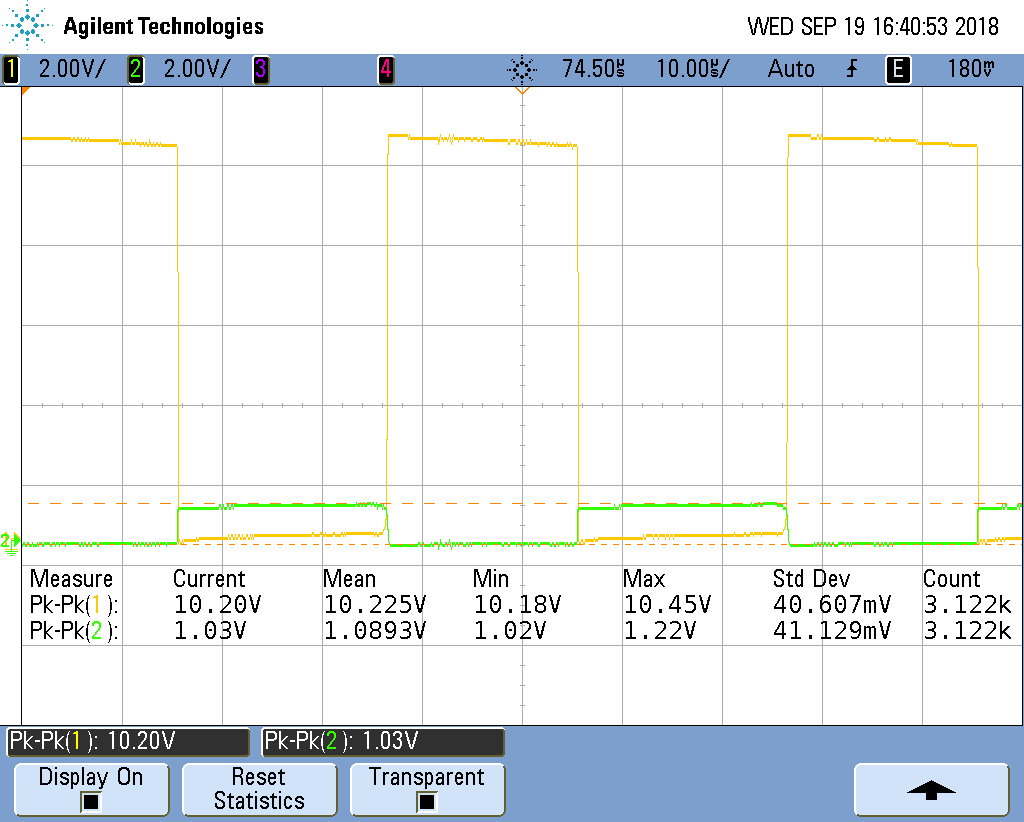 Agilent Technologies WED SEP 19 16:40:53 2018
1 2.00V/ 2 2.00V/ 3 4 74.50µs 10.00µs/ Auto E 180mV
2
Measure Current Mean Min Max Std Dev Count
Pk-Pk(1): 10.20V 10.225V 10.18V 10.45V 40.607mV 3.122k
Pk-Pk(2): 1.03V 1.0893V 1.02V 1.22V 41.129mV 3.122k
Pk-Pk(1): 10.20V Pk-Pk(2): 1.03V
Display On Reset Statistics Transparent